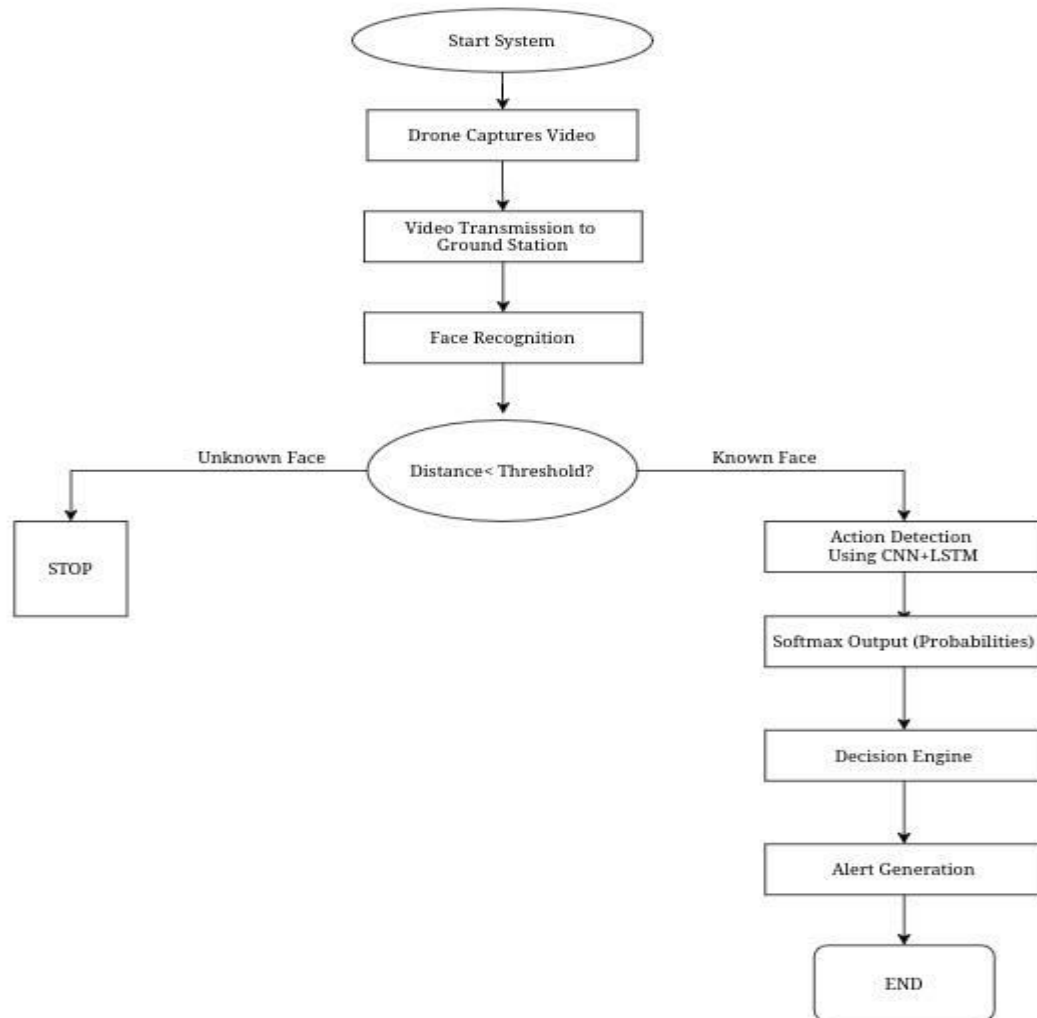 Start System
Drone Captures Video
Video Transmission to
Ground Station
Face Recognition
Unknown Face
Distance< Threshold?
Known Face
STOP
Action Detection
Using CNN+LSTM
Softmax Output (Probabilities)
Decision Engine
Alert Generation
END